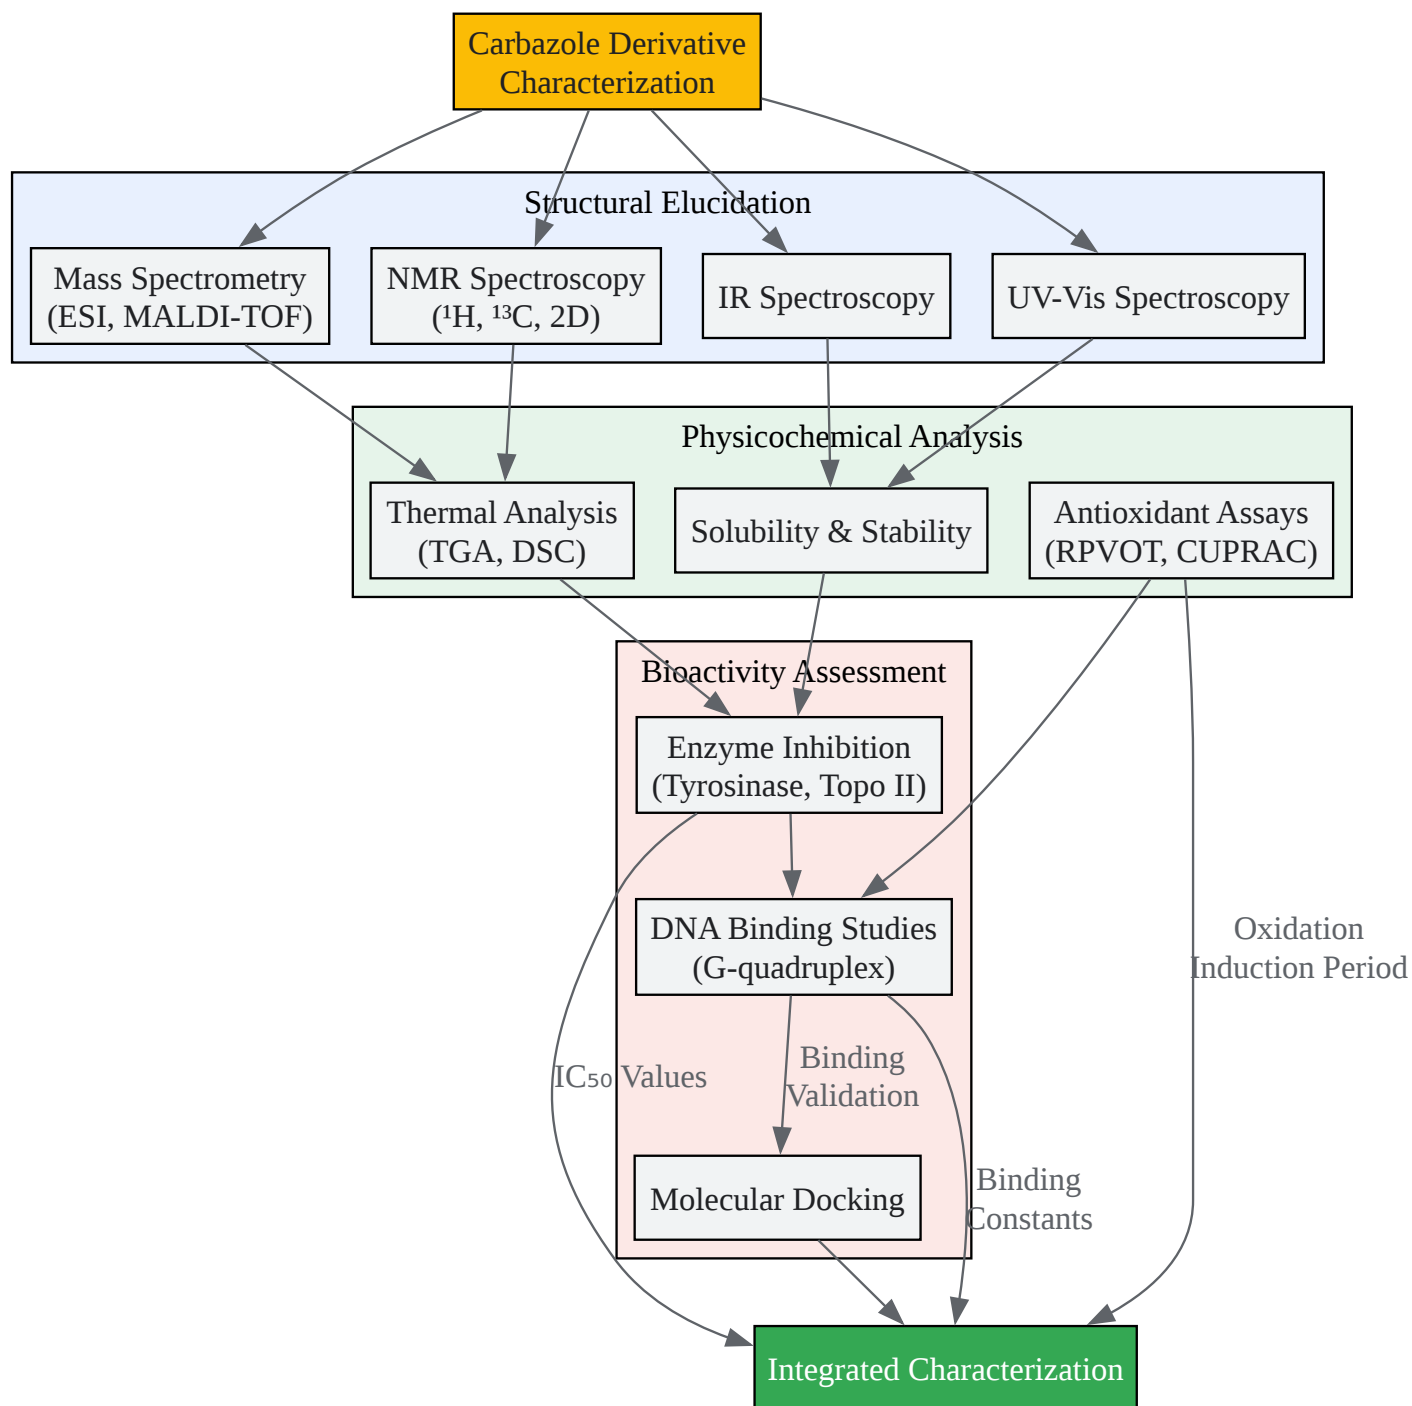 Carbazole Derivative
Characterization
Structural Elucidation
Mass Spectrometry
(ESI, MALDI-TOF)
NMR Spectroscopy
(¹H, ¹³C, 2D)
IR Spectroscopy
UV-Vis Spectroscopy
Physicochemical Analysis
Thermal Analysis
(TGA, DSC)
Solubility & Stability
Antioxidant Assays
(RPVOT, CUPRAC)
Bioactivity Assessment
Enzyme Inhibition
(Tyrosinase, Topo II)
DNA Binding Studies
(G-quadruplex)
Oxidation
Induction Period
IC₅₀ Values
Binding
Validation
Molecular Docking
Binding
Constants
Integrated Characterization